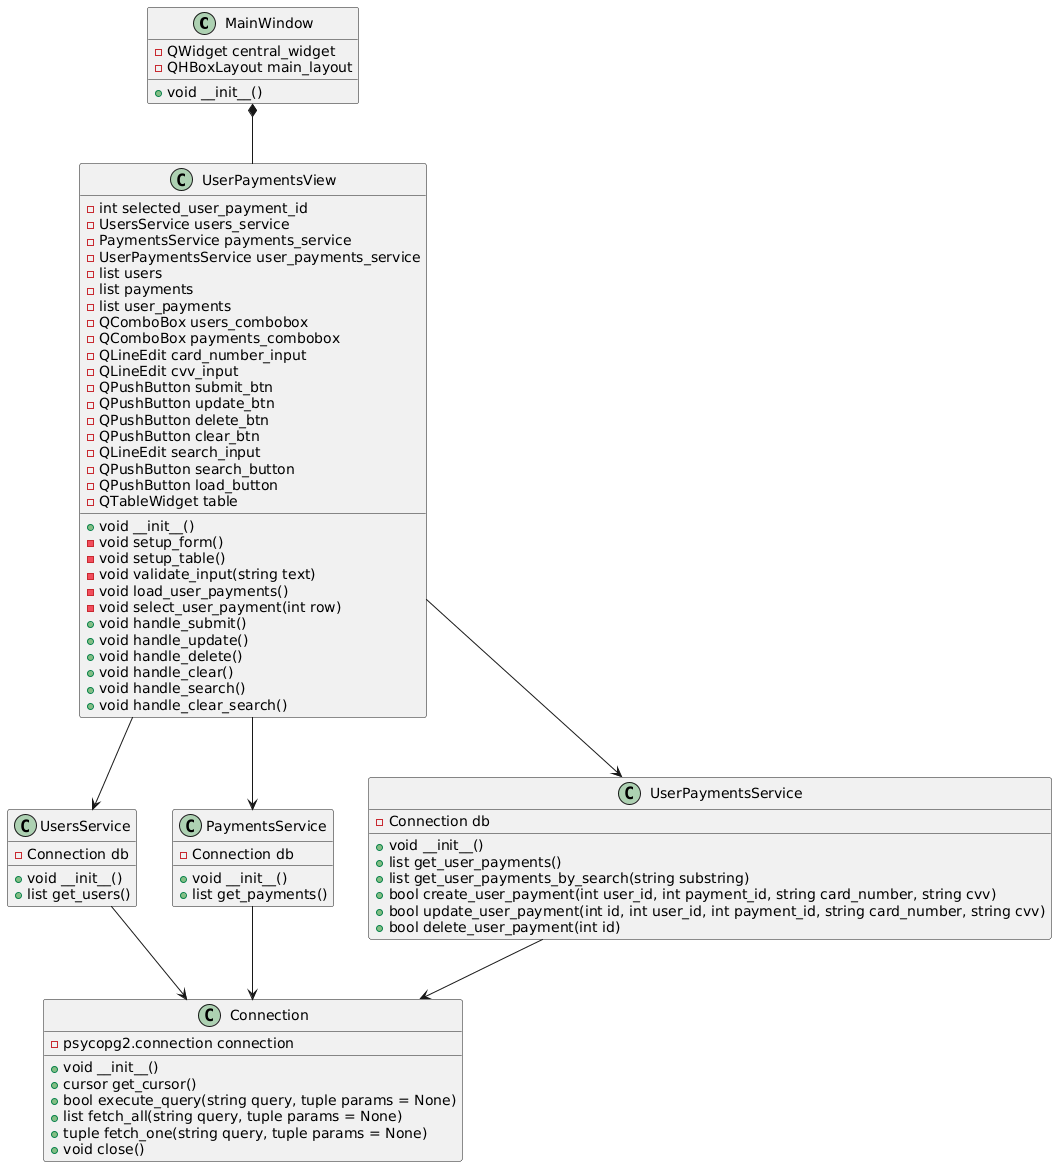 C MainWindow
QWidget central_widget
QHBoxLayout main_layout
void __init__()
C UserPaymentsView
int selected_user_payment_id
UsersService users_service
PaymentsService payments_service
UserPaymentsService user_payments_service
list users
list payments
list user_payments
QComboBox users_combobox
QComboBox payments_combobox
QLineEdit card_number_input
QLineEdit cvv_input
QPushButton submit_btn
QPushButton update_btn
QPushButton delete_btn
QPushButton clear_btn
QLineEdit search_input
QPushButton search_button
QPushButton load_button
QTableWidget table
void __init__()
void setup_form()
void setup_table()
void validate_input(string text)
void load_user_payments()
void select_user_payment(int row)
void handle_submit()
void handle_update()
void handle_delete()
void handle_clear()
void handle_search()
void handle_clear_search()
C UsersService
Connection db
void __init__()
list get_users()
C PaymentsService
Connection db
void __init__()
list get_payments()
C UserPaymentsService
Connection db
void __init__()
list get_user_payments()
list get_user_payments_by_search(string substring)
bool create_user_payment(int user_id, int payment_id, string card_number, string cvv)
bool update_user_payment(int id, int user_id, int payment_id, string card_number, string cvv)
bool delete_user_payment(int id)
C Connection
psycopg2.connection connection
void __init__()
cursor get_cursor()
bool execute_query(string query, tuple params = None)
list fetch_all(string query, tuple params = None)
tuple fetch_one(string query, tuple params = None)
void close()